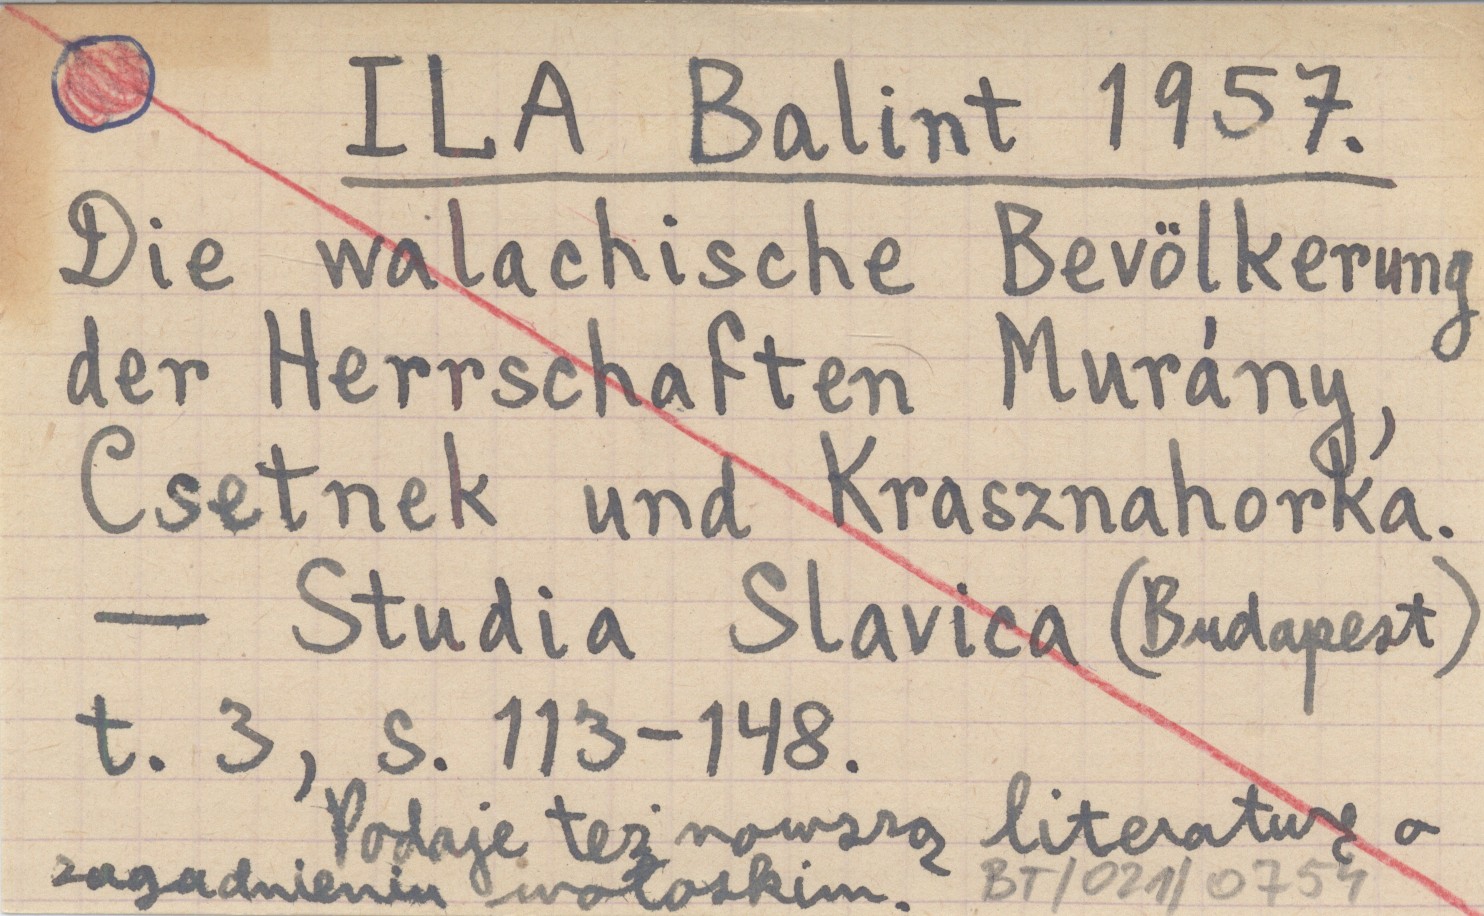 ILA Balint 1957.
Die walachische Bevölkerung
der Herrschaften Murány,
Csetnek und Krasznahorka.
— Studia Slavica (Budapest)
t. 3, s. 113-148.
Podaje też nowszą literaturę o
zagadnieniu wołoskim. BT/021/0754